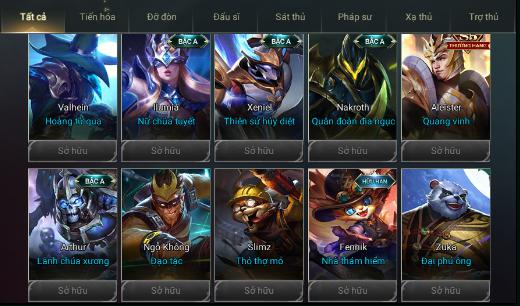 Tất cả Tiến hóa Đỡ đòn Đấu sĩ Sát thủ Pháp sư Xạ thủ Trợ thủ
BẬC A BẬC A BẬC A THƯỞNG HẠNG
Valhein Ilumia Xeniel Nakroth Aleister
Hoàng tử quạ Nữ chúa tuyết Thiên sứ hủy diệt Quân đoàn địa ngục Quang vinh
Sở hữu Sở hữu Sở hữu Sở hữu Sở hữu
BẬC A HỮU HẠN
Arthur Ngộ Không Slimz Fennik Zuka
Lãnh chúa xương Đạo tặc Thỏ thợ mỏ Nhà thám hiểm Đại phú ông
Sở hữu Sở hữu Sở hữu Sở hữu Sở hữu